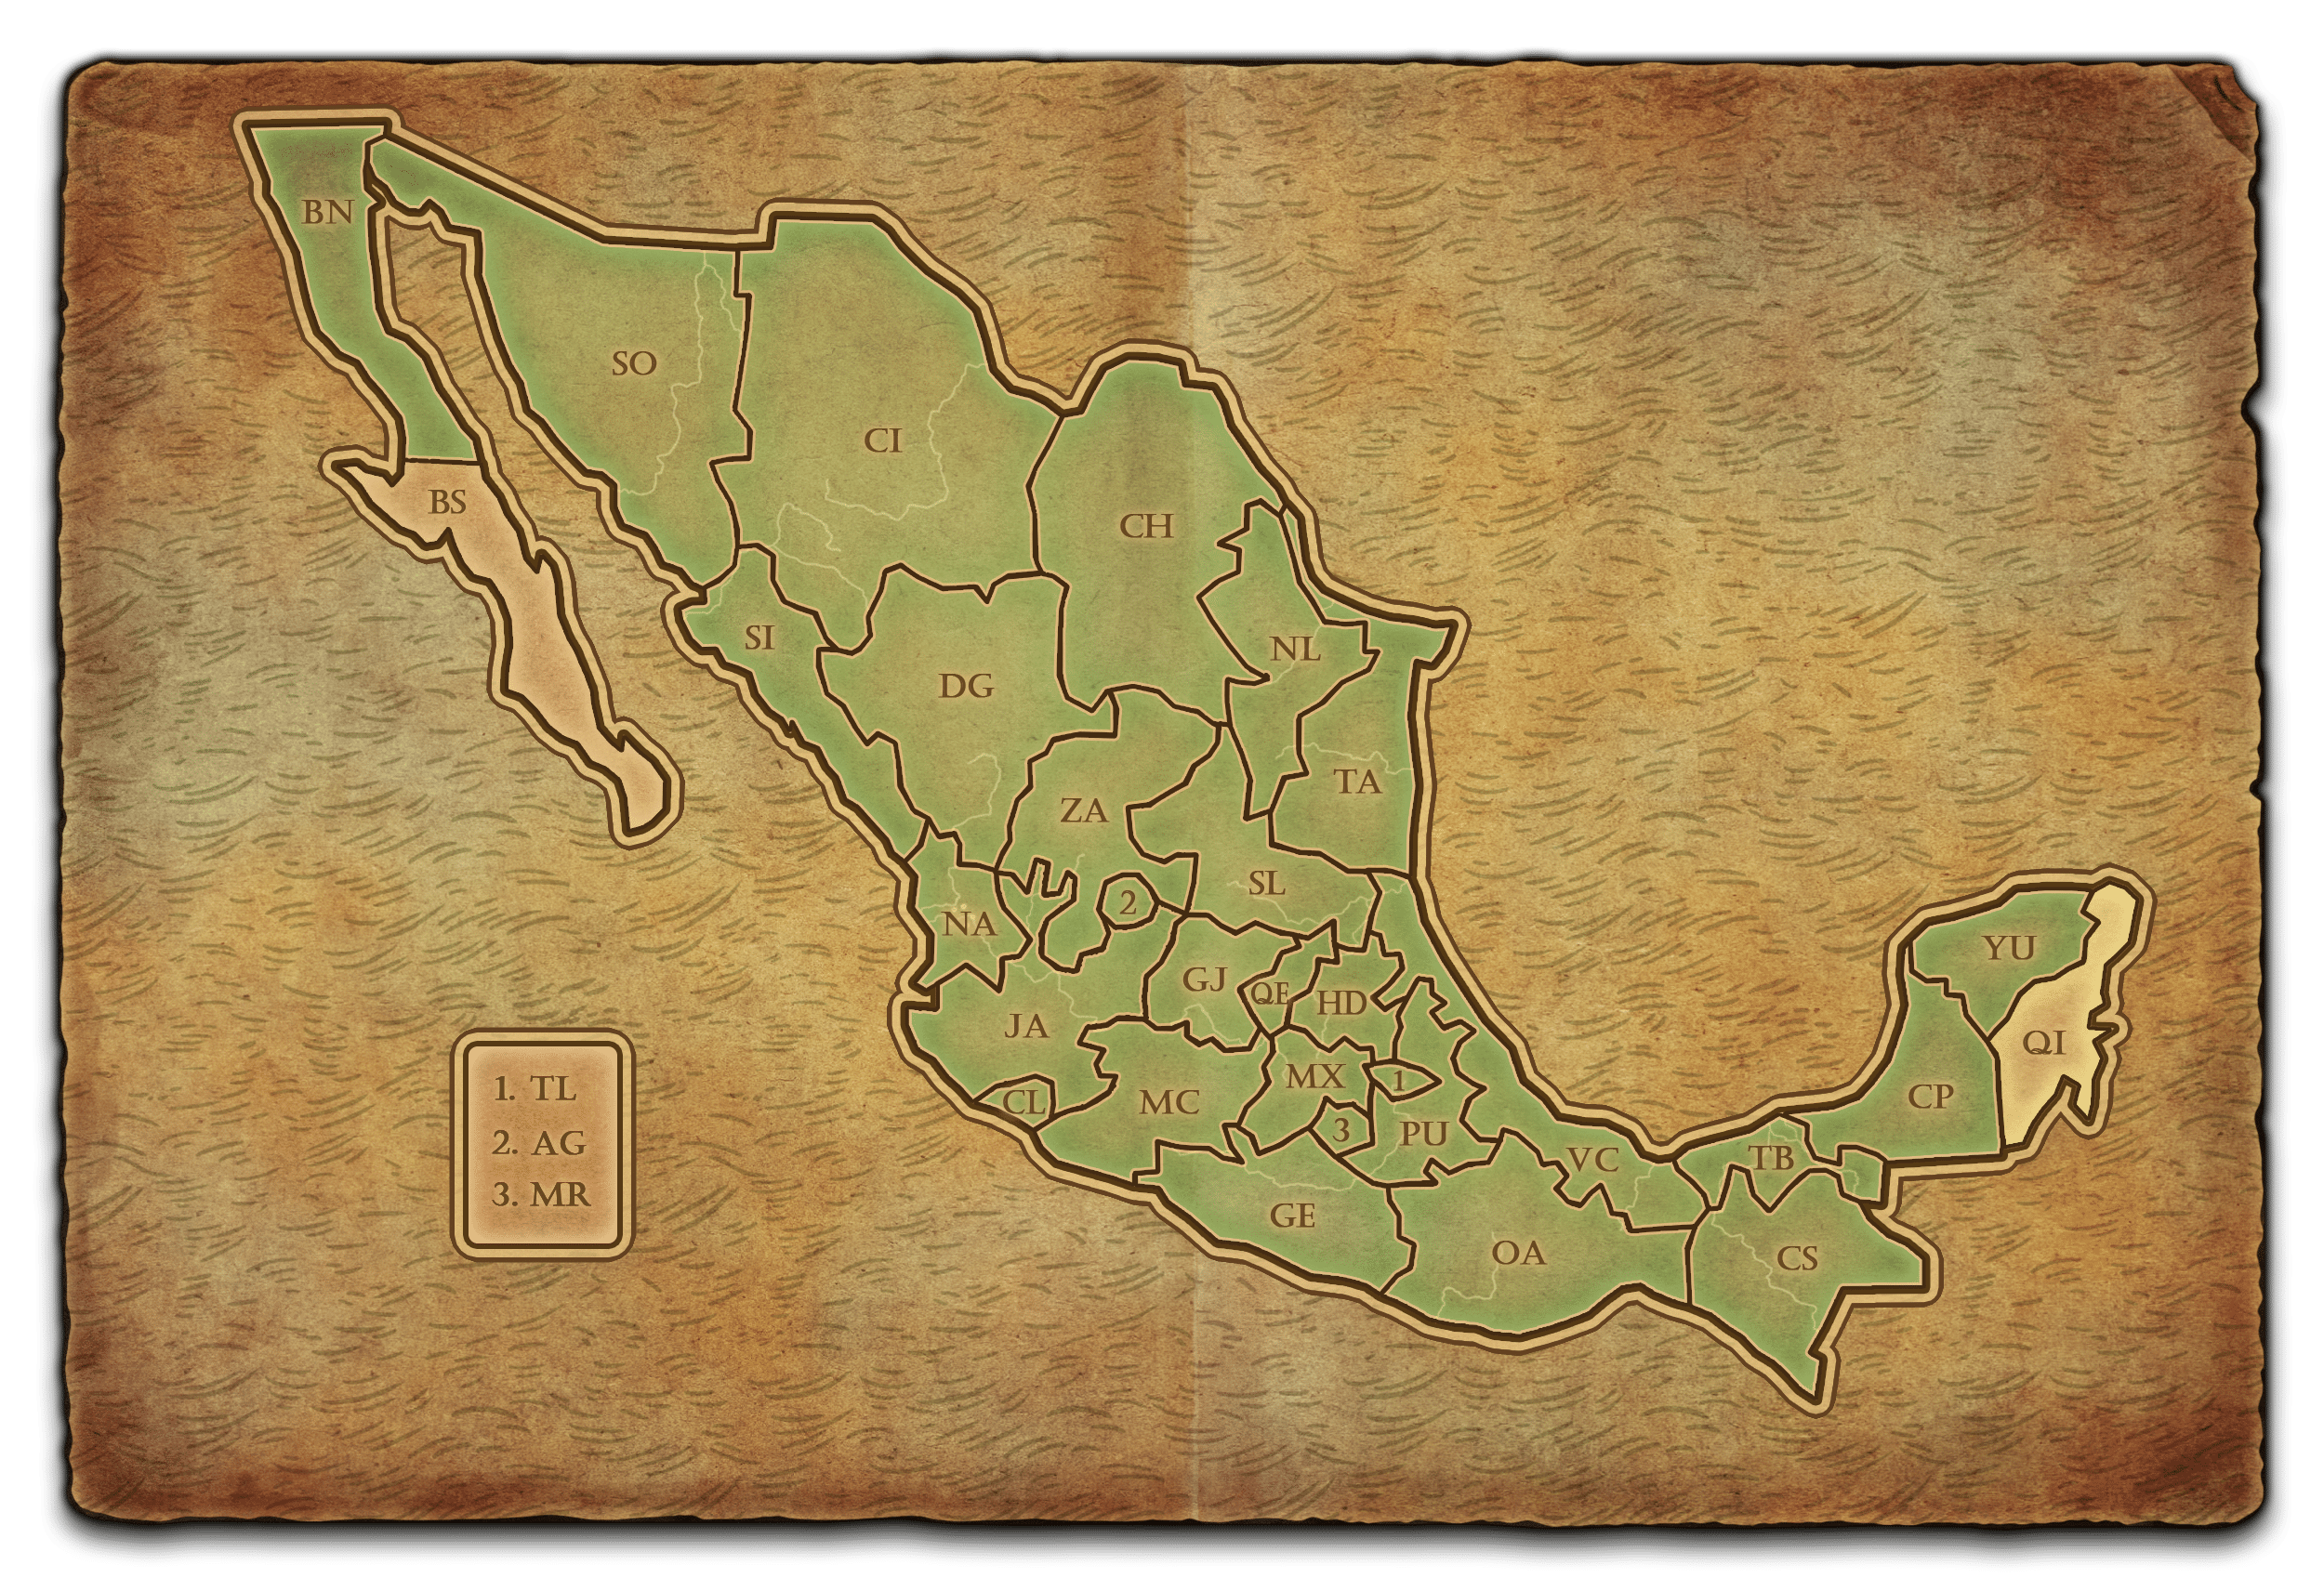 BN
SO
CI
BS
CH
SI
NL
DG
TA
ZA
SL
2
NA
YU
GJ
QE
HD
JA
QI
MX
1
CL
MC
CP
3
PU
VC
TB
GE
OA
CS
1. TL
2. AG
3. MR